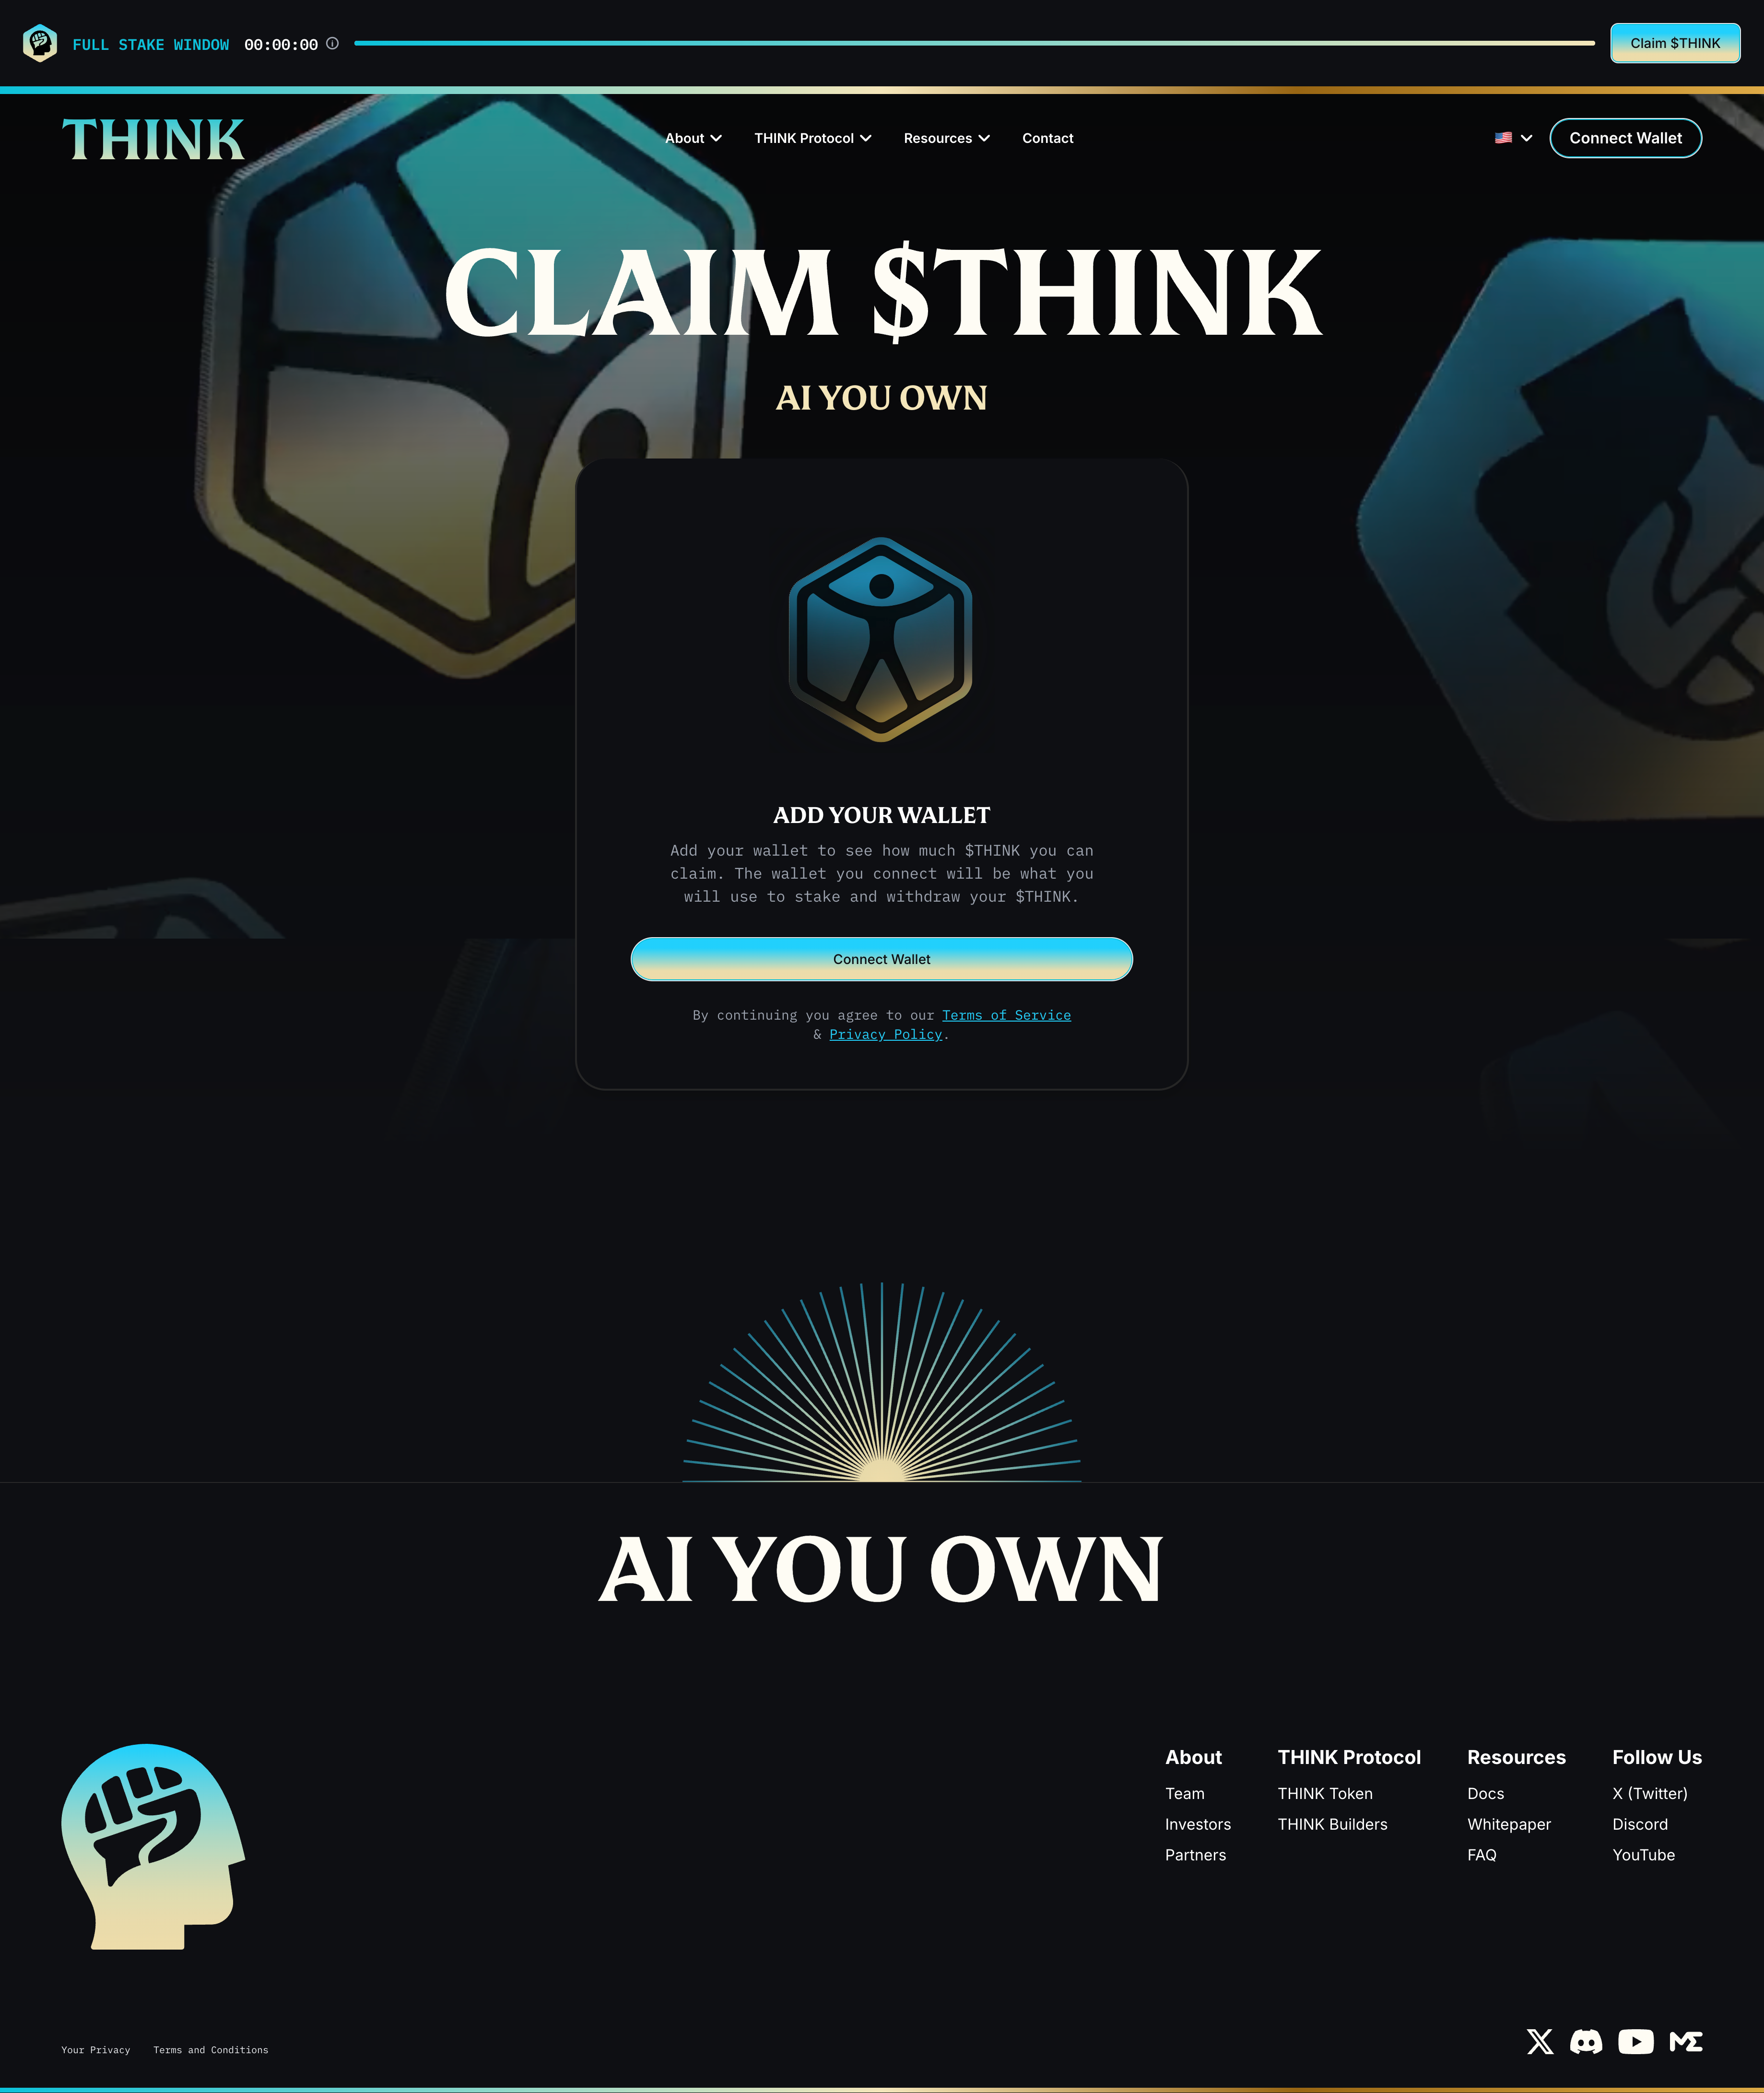 FULL STAKE WINDOW 00:00:00
Claim $THINK
THINK
About
THINK Protocol
Resources
Contact
Connect Wallet
CLAIM $THINK
AI YOU OWN
ADD YOUR WALLET
Add your wallet to see how much $THINK you can
claim. The wallet you connect will be what you
will use to stake and withdraw your $THINK.
Connect Wallet
By continuing you agree to our Terms of Service
& Privacy Policy.
AI YOU OWN
About
Team
Investors
Partners
THINK Protocol
THINK Token
THINK Builders
Resources
Docs
Whitepaper
FAQ
Follow Us
X (Twitter)
Discord
YouTube
Your Privacy
Terms and Conditions